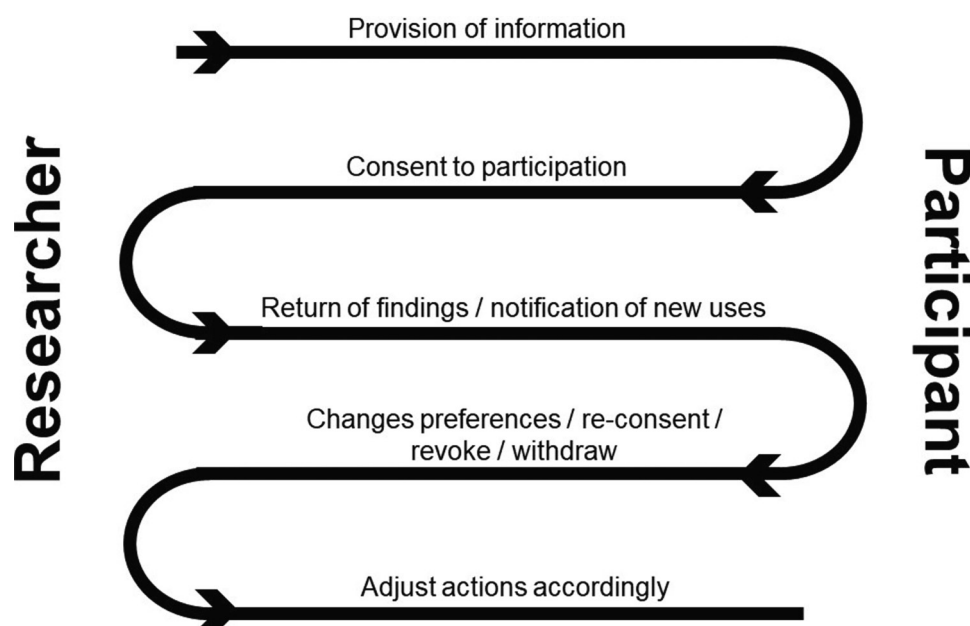 Provision of information
Consent to participation
Return of findings / notification of new uses
Changes preferences / re-consent /
revoke / withdraw
Adjust actions accordingly
Researcher
Participant